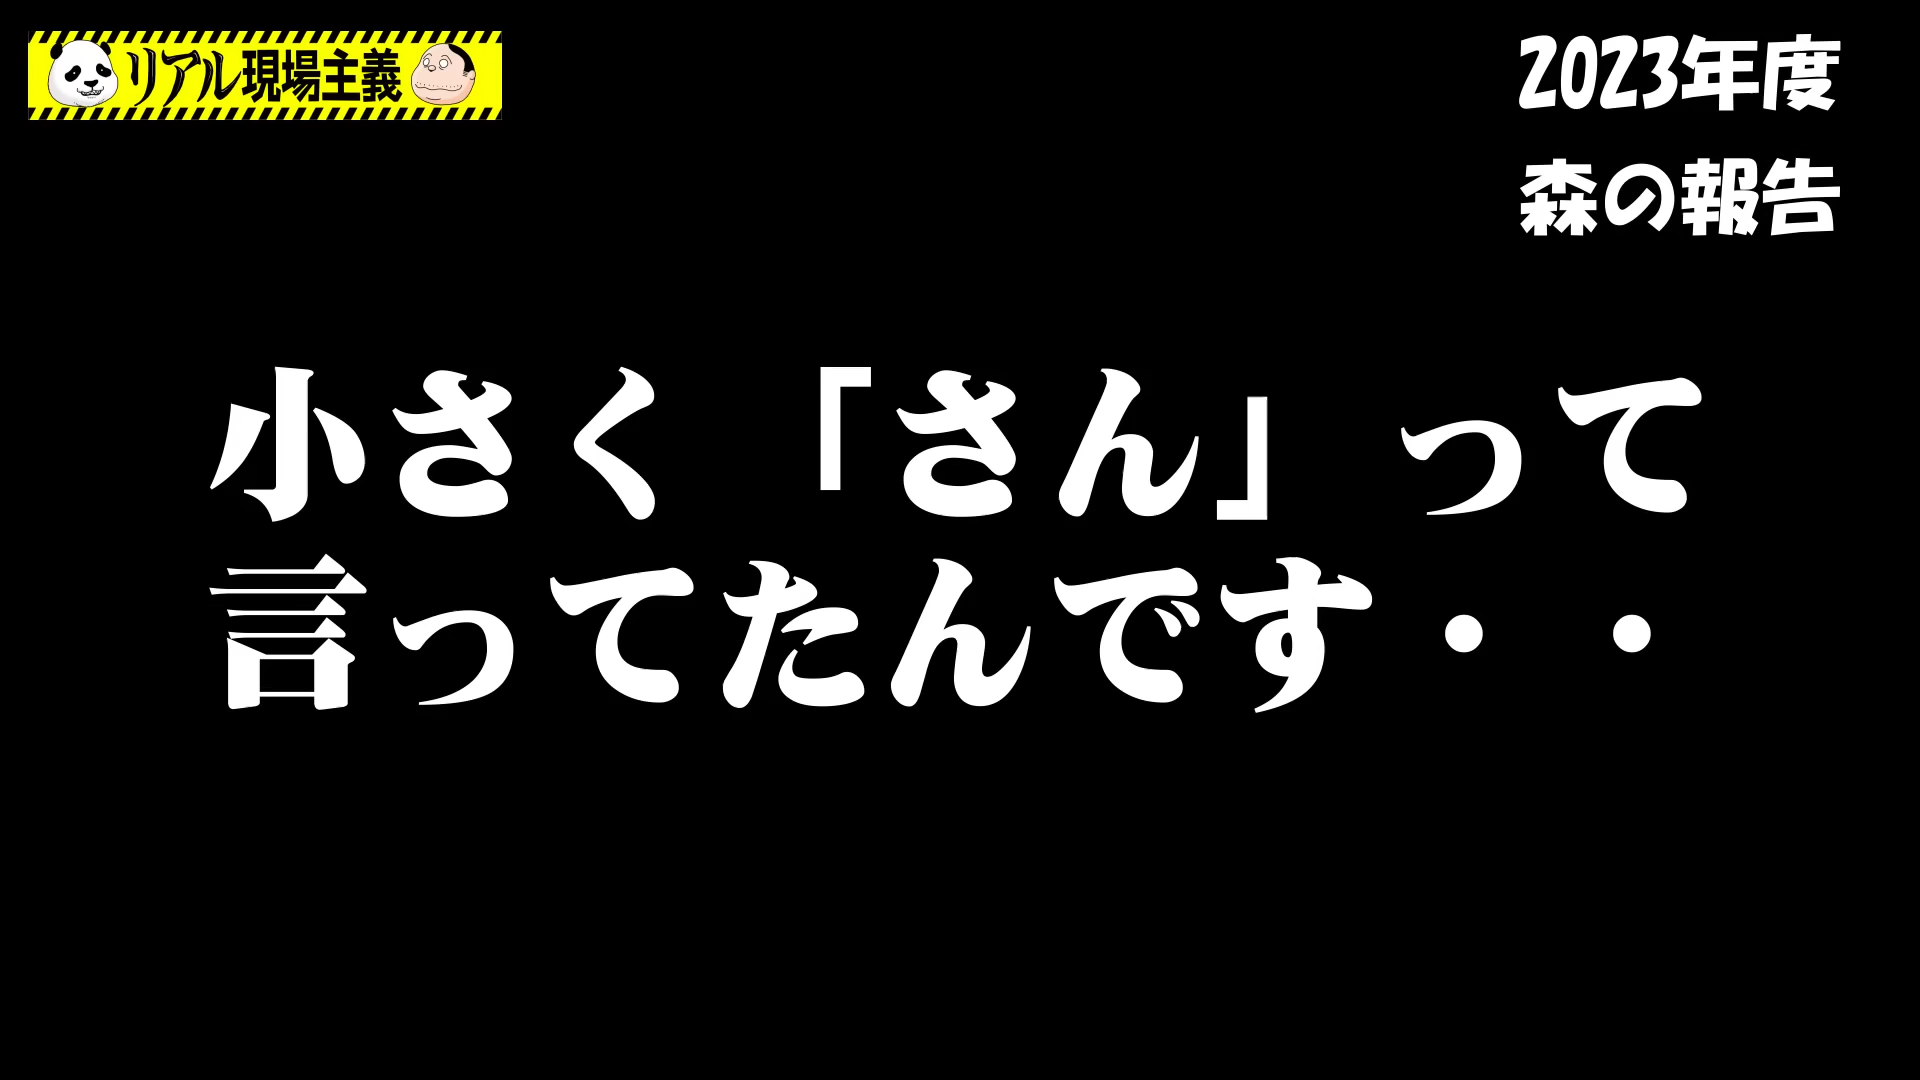 リアル現場主義
2023年度
森の報告
小さく「さん」って
言ってたんです・・